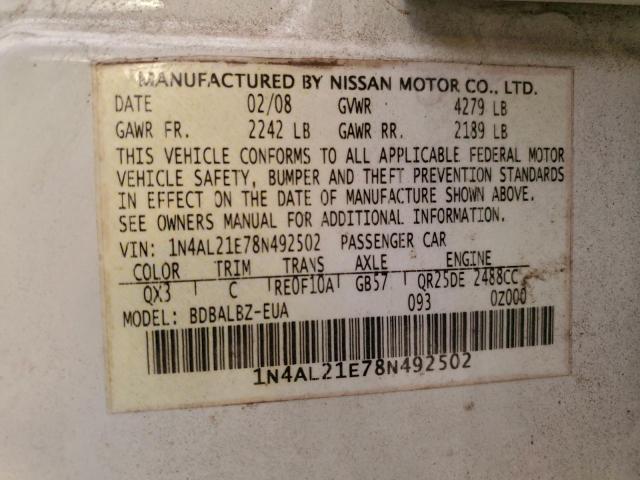 MANUFACTURED BY NISSAN MOTOR CO., LTD.
DATE 02/08 GVWR 4279 LB
GAWR FR. 2242 LB GAWR RR. 2189 LB
THIS VEHICLE CONFORMS TO ALL APPLICABLE FEDERAL MOTOR
VEHICLE SAFETY, BUMPER AND THEFT PREVENTION STANDARDS
IN EFFECT ON THE DATE OF MANUFACTURE SHOWN ABOVE.
SEE OWNERS MANUAL FOR ADDITIONAL INFORMATION.
VIN: 1N4AL21E78N492502 PASSENGER CAR
COLOR TRIM TRANS AXLE ENGINE
QX3 C RE0F10A GB57 QR25DE 2488CC
MODEL: BDBALBZ-EUA 093 0Z000
1N4AL21E78N492502